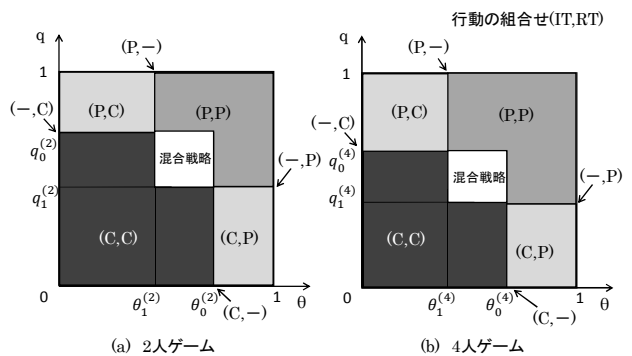 行動の組合せ(IT,RT)
q
(P,−)
1
(−,C)
(P,C)
(P,P)
q₀⁽²⁾
混合戦略
(−,P)
q₁⁽²⁾
(C,C)
(C,P)
0
θ₁⁽²⁾
θ₀⁽²⁾
1
θ
(C,−)
(a) 2人ゲーム
q
(P,−)
1
(−,C)
(P,C)
(P,P)
q₀⁽⁴⁾
混合戦略
(−,P)
q₁⁽⁴⁾
(C,C)
(C,P)
0
θ₁⁽⁴⁾
θ₀⁽⁴⁾
1
θ
(C,−)
(b) 4人ゲーム